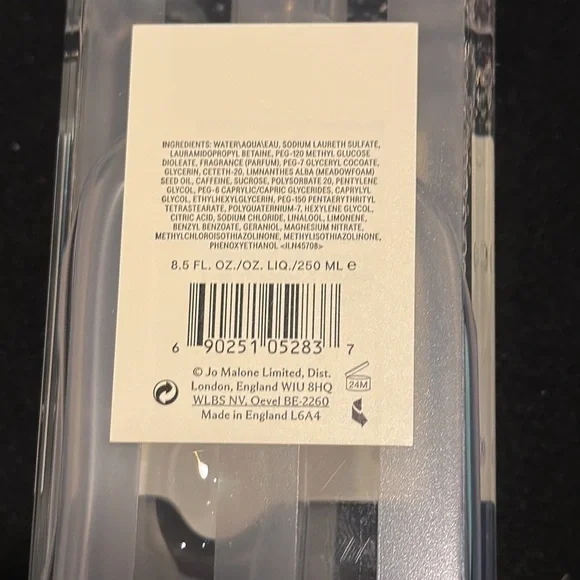 INGREDIENTS: WATER\AQUA\EAU, SODIUM LAURETH SULFATE,
LAURAMIDOPROPYL BETAINE, PEG-120 METHYL GLUCOSE
DIOLEATE, FRAGRANCE (PARFUM), PEG-7 GLYCERYL COCOATE,
GLYCERIN, CETETH-20, LIMNANTHES ALBA (MEADOWFOAM)
SEED OIL, CAFFEINE, SUCROSE, POLYSORBATE 20, PENTYLENE
GLYCOL, PEG-6 CAPRYLIC/CAPRIC GLYCERIDES, CAPRYLYL
GLYCOL, ETHYLHEXYLGLYCERIN, PEG-150 PENTAERYTHRITYL
TETRASTEARATE, POLYQUATERNIUM-7, HEXYLENE GLYCOL,
CITRIC ACID, SODIUM CHLORIDE, LINALOOL, LIMONENE,
BENZYL BENZOATE, GERANIOL, MAGNESIUM NITRATE,
METHYLCHLOROISOTHIAZOLINONE, METHYLISOTHIAZOLINONE,
PHENOXYETHANOL <ILN45708>
8.5 FL. OZ./OZ. LIQ./250 ML ℮
6 90251 05283 7
© Jo Malone Limited, Dist.
London, England W1U 8HQ
WLBS NV. Oevel BE-2260
Made in England L6A4
24M